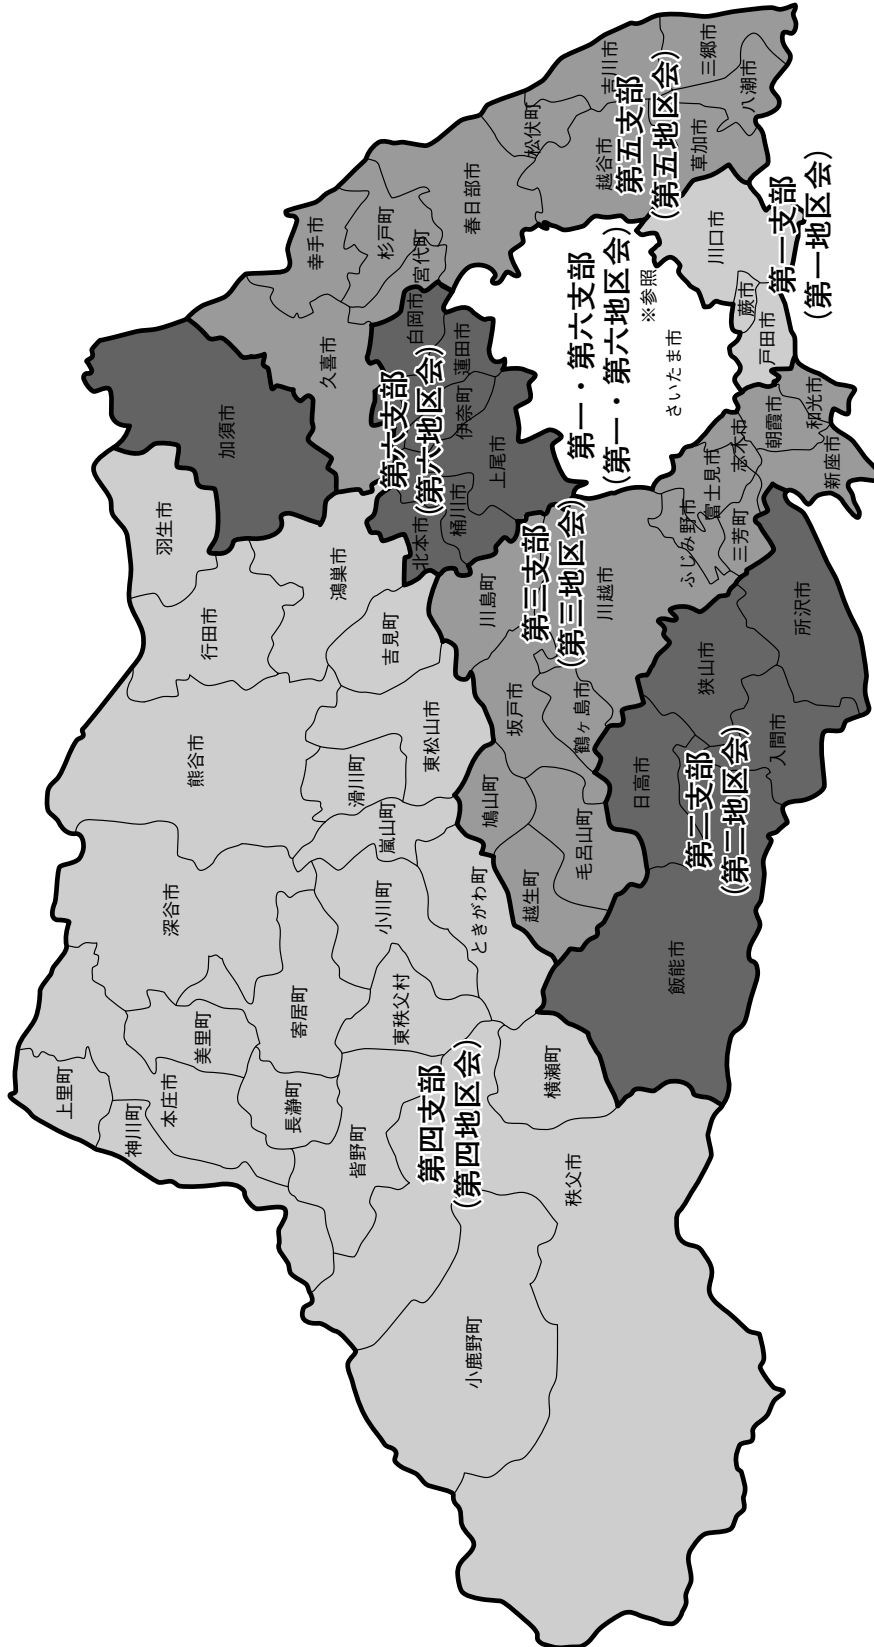 第一・第六支部
(第一・第六地区会)
※参照
さいたま市
第一支部
(第一地区会)
川口市
蕨市
戸田市
第二支部
(第二地区会)
所沢市
狭山市
入間市
日高市
飯能市
第三支部
(第三地区会)
川越市
川島町
坂戸市
鶴ヶ島市
鳩山町
毛呂山町
越生町
ふじみ野市
富士見市
三芳町
志木市
朝霞市
和光市
新座市
第四支部
(第四地区会)
羽生市
行田市
鴻巣市
吉見町
熊谷市
東松山市
滑川町
嵐山町
小川町
ときがわ町
深谷市
寄居町
東秩父村
美里町
本庄市
上里町
神川町
長瀞町
皆野町
横瀬町
秩父市
小鹿野町
第五支部
(第五地区会)
三郷市
八潮市
吉川市
草加市
越谷市
松伏町
春日部市
杉戸町
宮代町
幸手市
久喜市
第六支部
(第六地区会)
加須市
白岡市
蓮田市
伊奈町
上尾市
桶川市
北本市